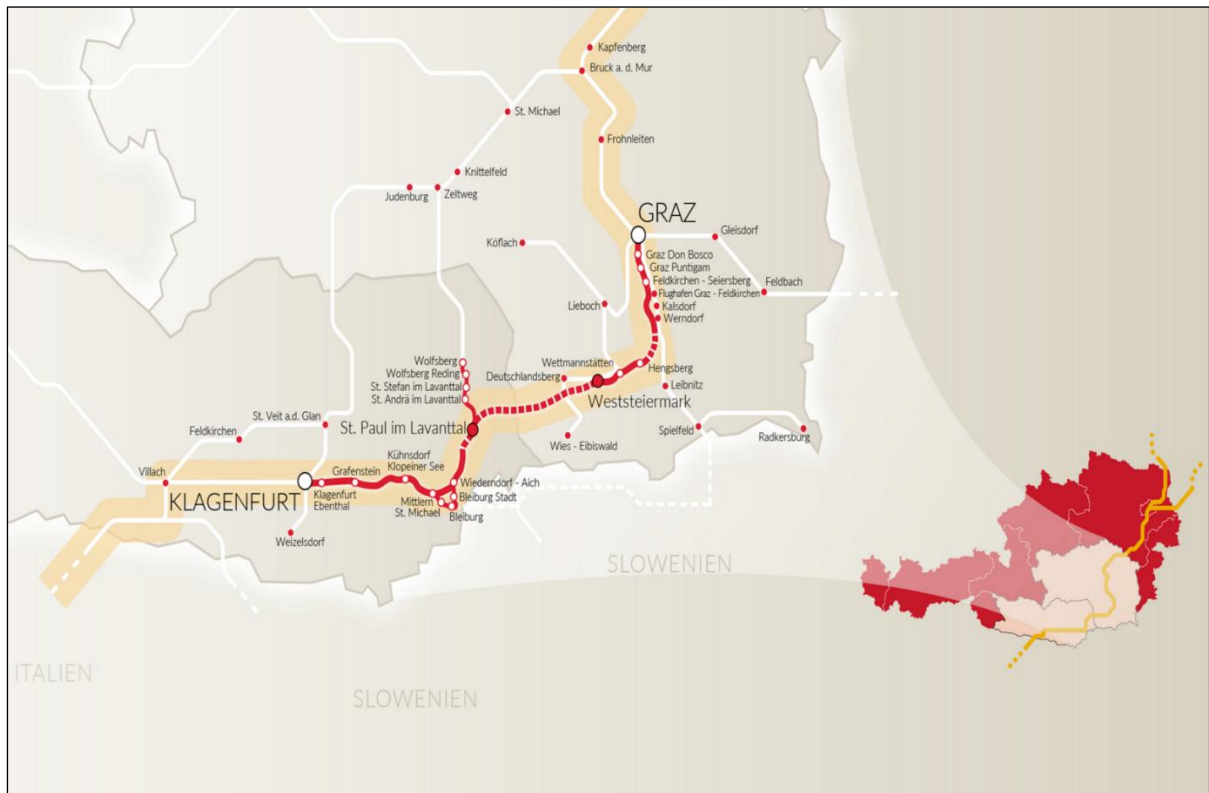 Kapfenberg
Bruck a. d. Mur
St. Michael
Frohnleiten
Knittelfeld
Judenburg
Zeltweg
GRAZ
Gleisdorf
Köflach
Graz Don Bosco
Graz Puntigam
Feldkirchen - Seiersberg
Feldbach
Flughafen Graz - Feldkirchen
Lieboch
Kalsdorf
Werndorf
Wolfsberg
Wettmannstätten
Wolfsberg Reding
Hengsberg
Deutschlandsberg
St. Stefan im Lavanttal
Leibnitz
St. Andrä im Lavanttal
Weststeiermark
St. Veit a.d. Glan
St. Paul im Lavanttal
Feldkirchen
Spielfeld
Radkersburg
Wies - Eibiswald
Kühnsdorf
Klopeiner See
Villach
Grafenstein
Wiederndorf - Aich
KLAGENFURT
Klagenfurt
Ebenthal
Bleiburg Stadt
Mittlern
St. Michael
Bleiburg
Weizelsdorf
SLOWENIEN
ITALIEN
SLOWENIEN